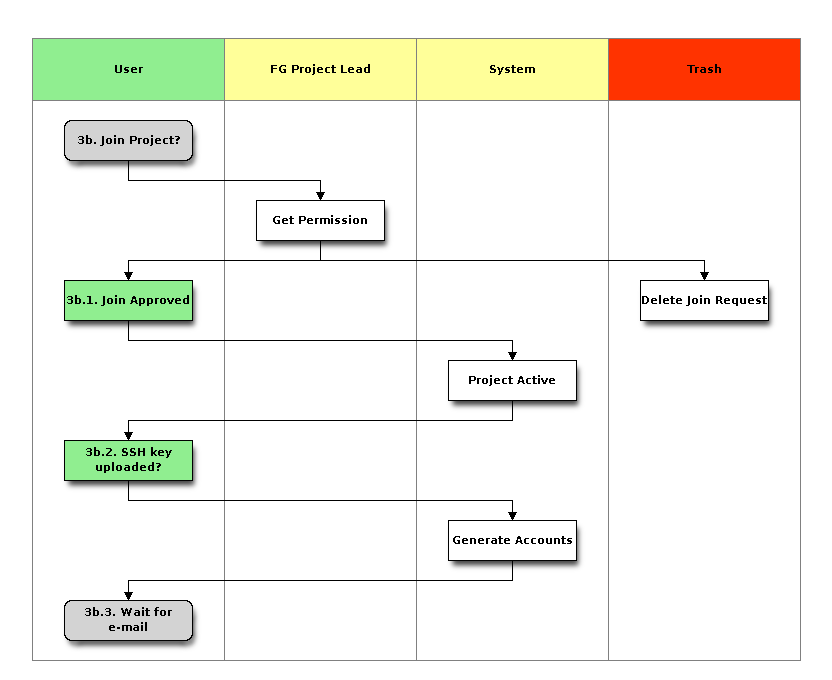 User
FG Project Lead
System
Trash
3b. Join Project?
Get Permission
3b.1. Join Approved
Delete Join Request
Project Active
3b.2. SSH key
uploaded?
Generate Accounts
3b.3. Wait for
e-mail